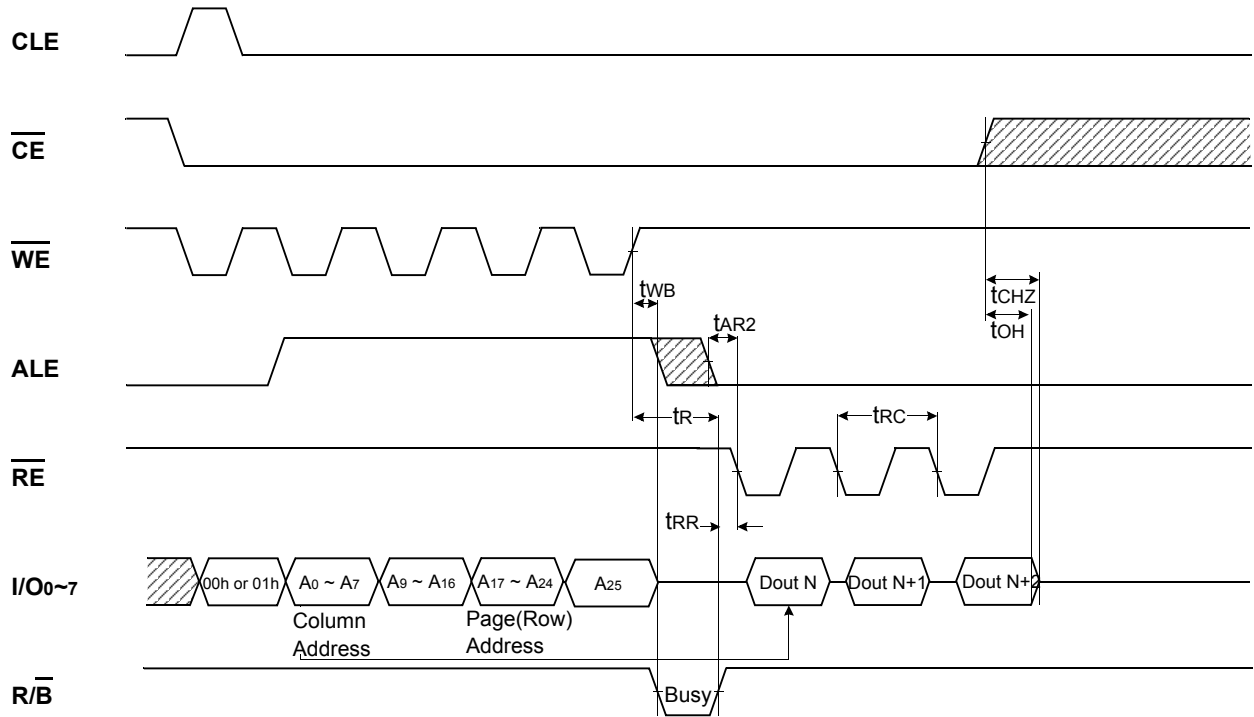 CLE
CE
WE
tWB
tCHZ
tAR2
tOH
ALE
tR
tRC
RE
tRR
I/O0~7
00h or 01h
A0 ~ A7
A9 ~ A16
A17 ~ A24
A25
Dout N
Dout N+1
Dout N+2
Column
Address
Page(Row)
Address
R/B
Busy